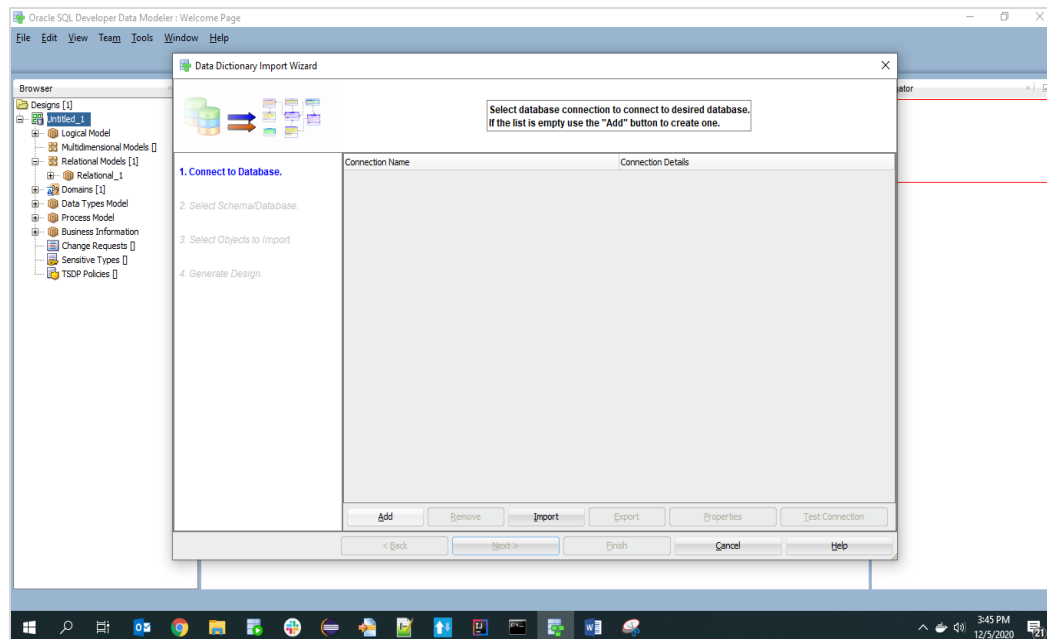 Oracle SQL Developer Data Modeler : Welcome Page
File Edit View Team Tools Window Help
Data Dictionary Import Wizard
Browser
Designs [1]
Untitled_1
Logical Model
Multidimensional Models []
Relational Models [1]
Relational_1
Domains [1]
Data Types Model
Process Model
Business Information
Change Requests []
Sensitive Types []
TSDP Policies []
Select database connection to connect to desired database.
If the list is empty use the "Add" button to create one.
1. Connect to Database.
2. Select Schema/Database.
3. Select Objects to Import.
4. Generate Design.
Connection Name Connection Details
Add Remove Import Export Properties Test Connection
< Back Next > Finish Cancel Help
ator
3:45 PM
12/5/2020
21